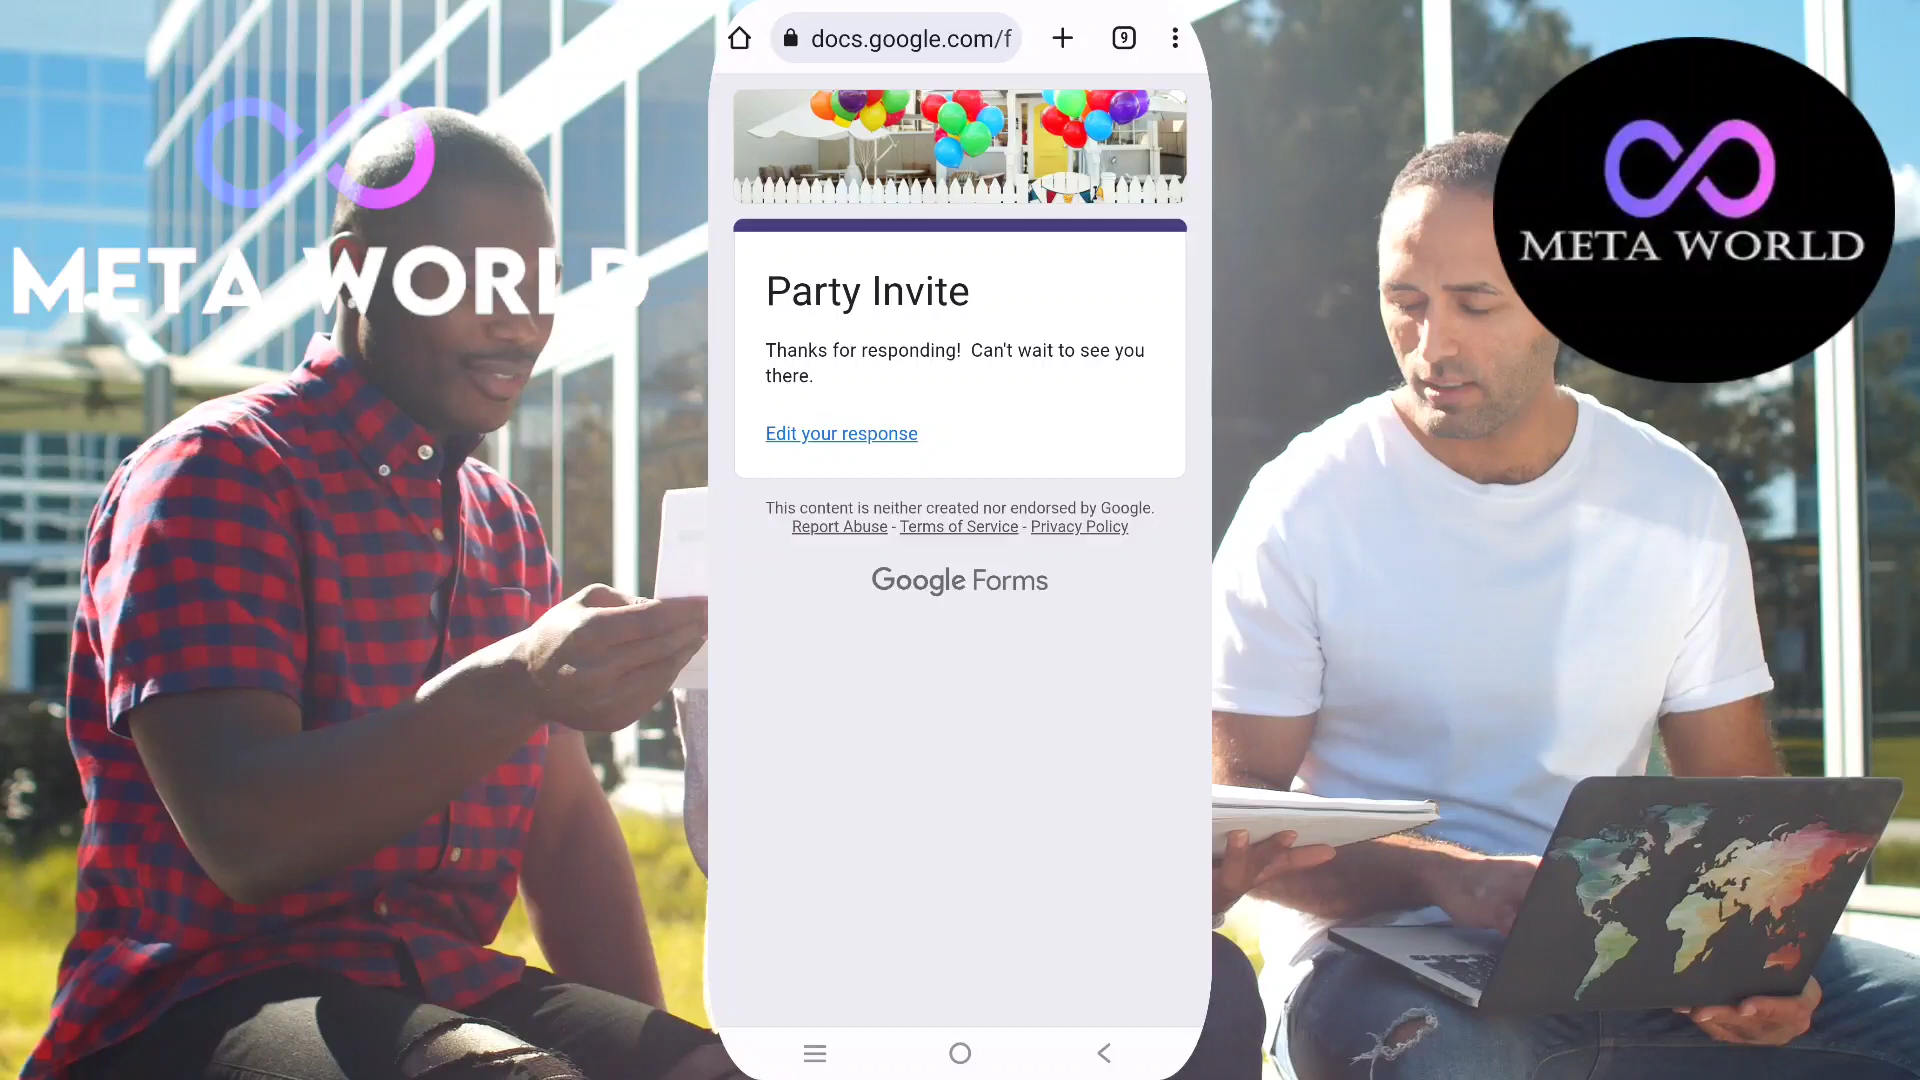 docs.google.com/f
9
META WORLD
META WORLD
Party Invite
Thanks for responding!  Can't wait to see you
there.
Edit your response
This content is neither created nor endorsed by Google.
Report Abuse - Terms of Service - Privacy Policy
Google Forms